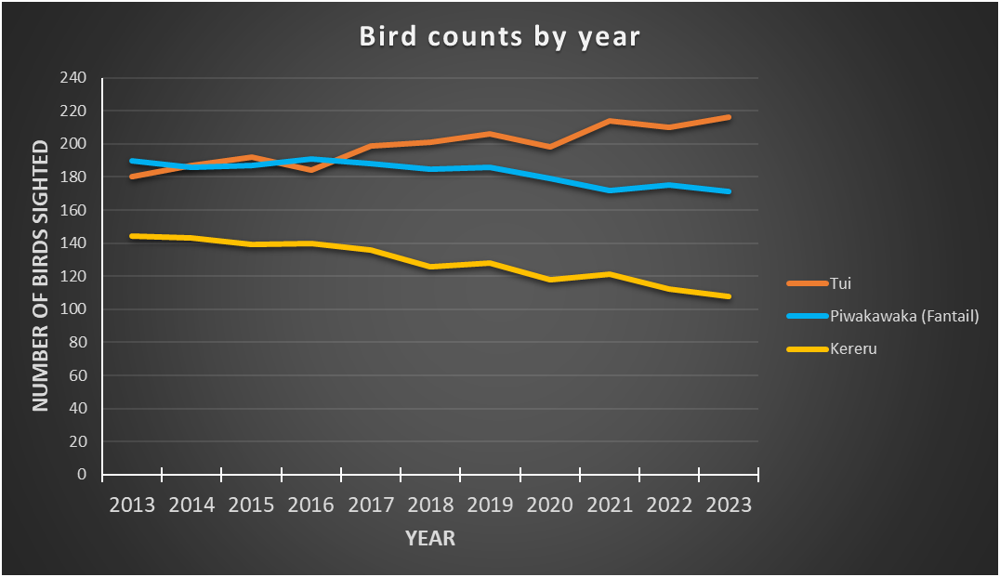 Bird counts by year
NUMBER OF BIRDS SIGHTED
240
220
200
180
160
140
120
100
80
60
40
20
0
2013 2014 2015 2016 2017 2018 2019 2020 2021 2022 2023
YEAR
Tui
Piwakawaka (Fantail)
Kereru